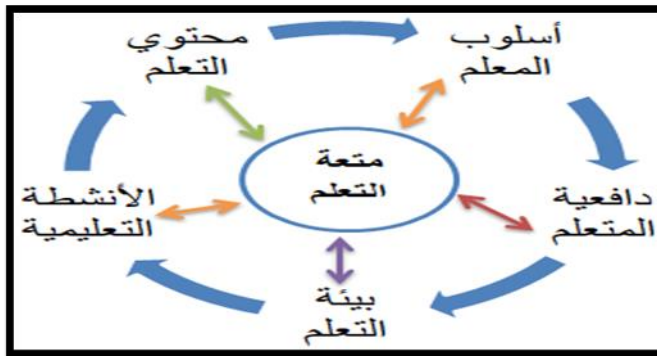 أسلوب
المعلم
محتوي
التعلم
متعة
التعلم
دافعية
المتعلم
الأنشطة
التعليمية
بيئة
التعلم